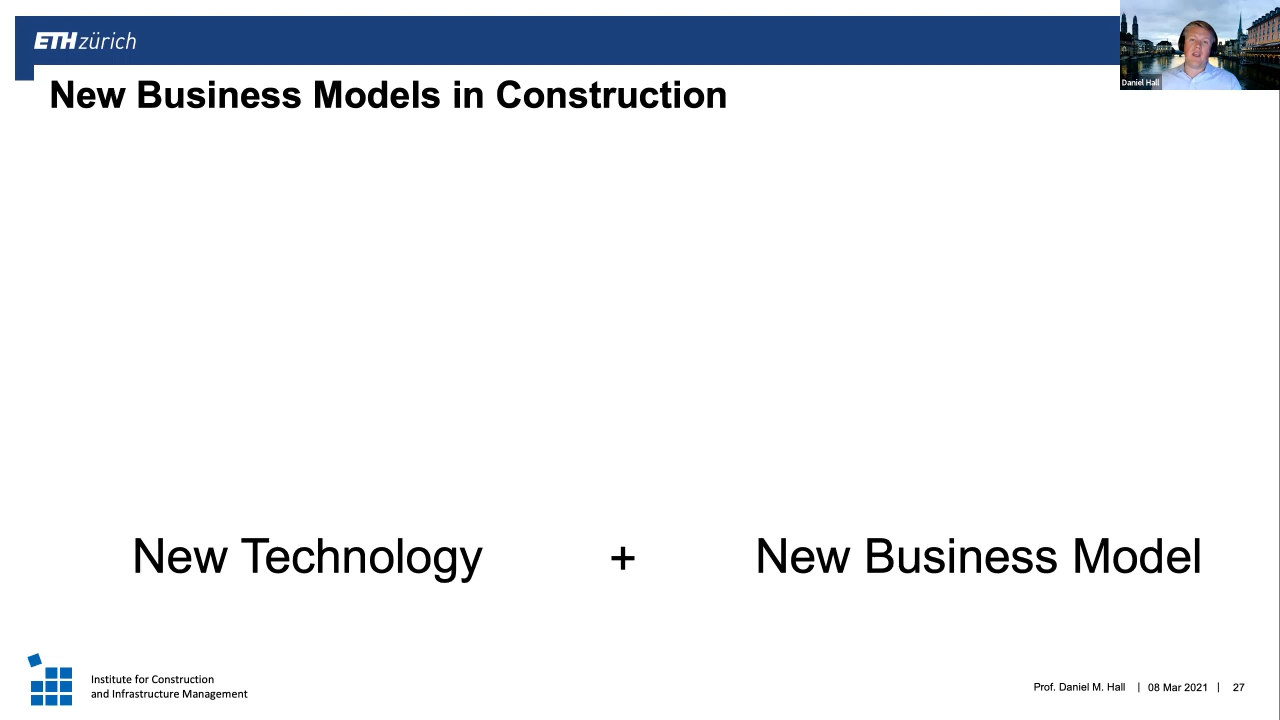 ETH zürich
Daniel Hall
New Business Models in Construction
New Technology + New Business Model
Institute for Construction
and Infrastructure Management
Prof. Daniel M. Hall | 08 Mar 2021 | 27